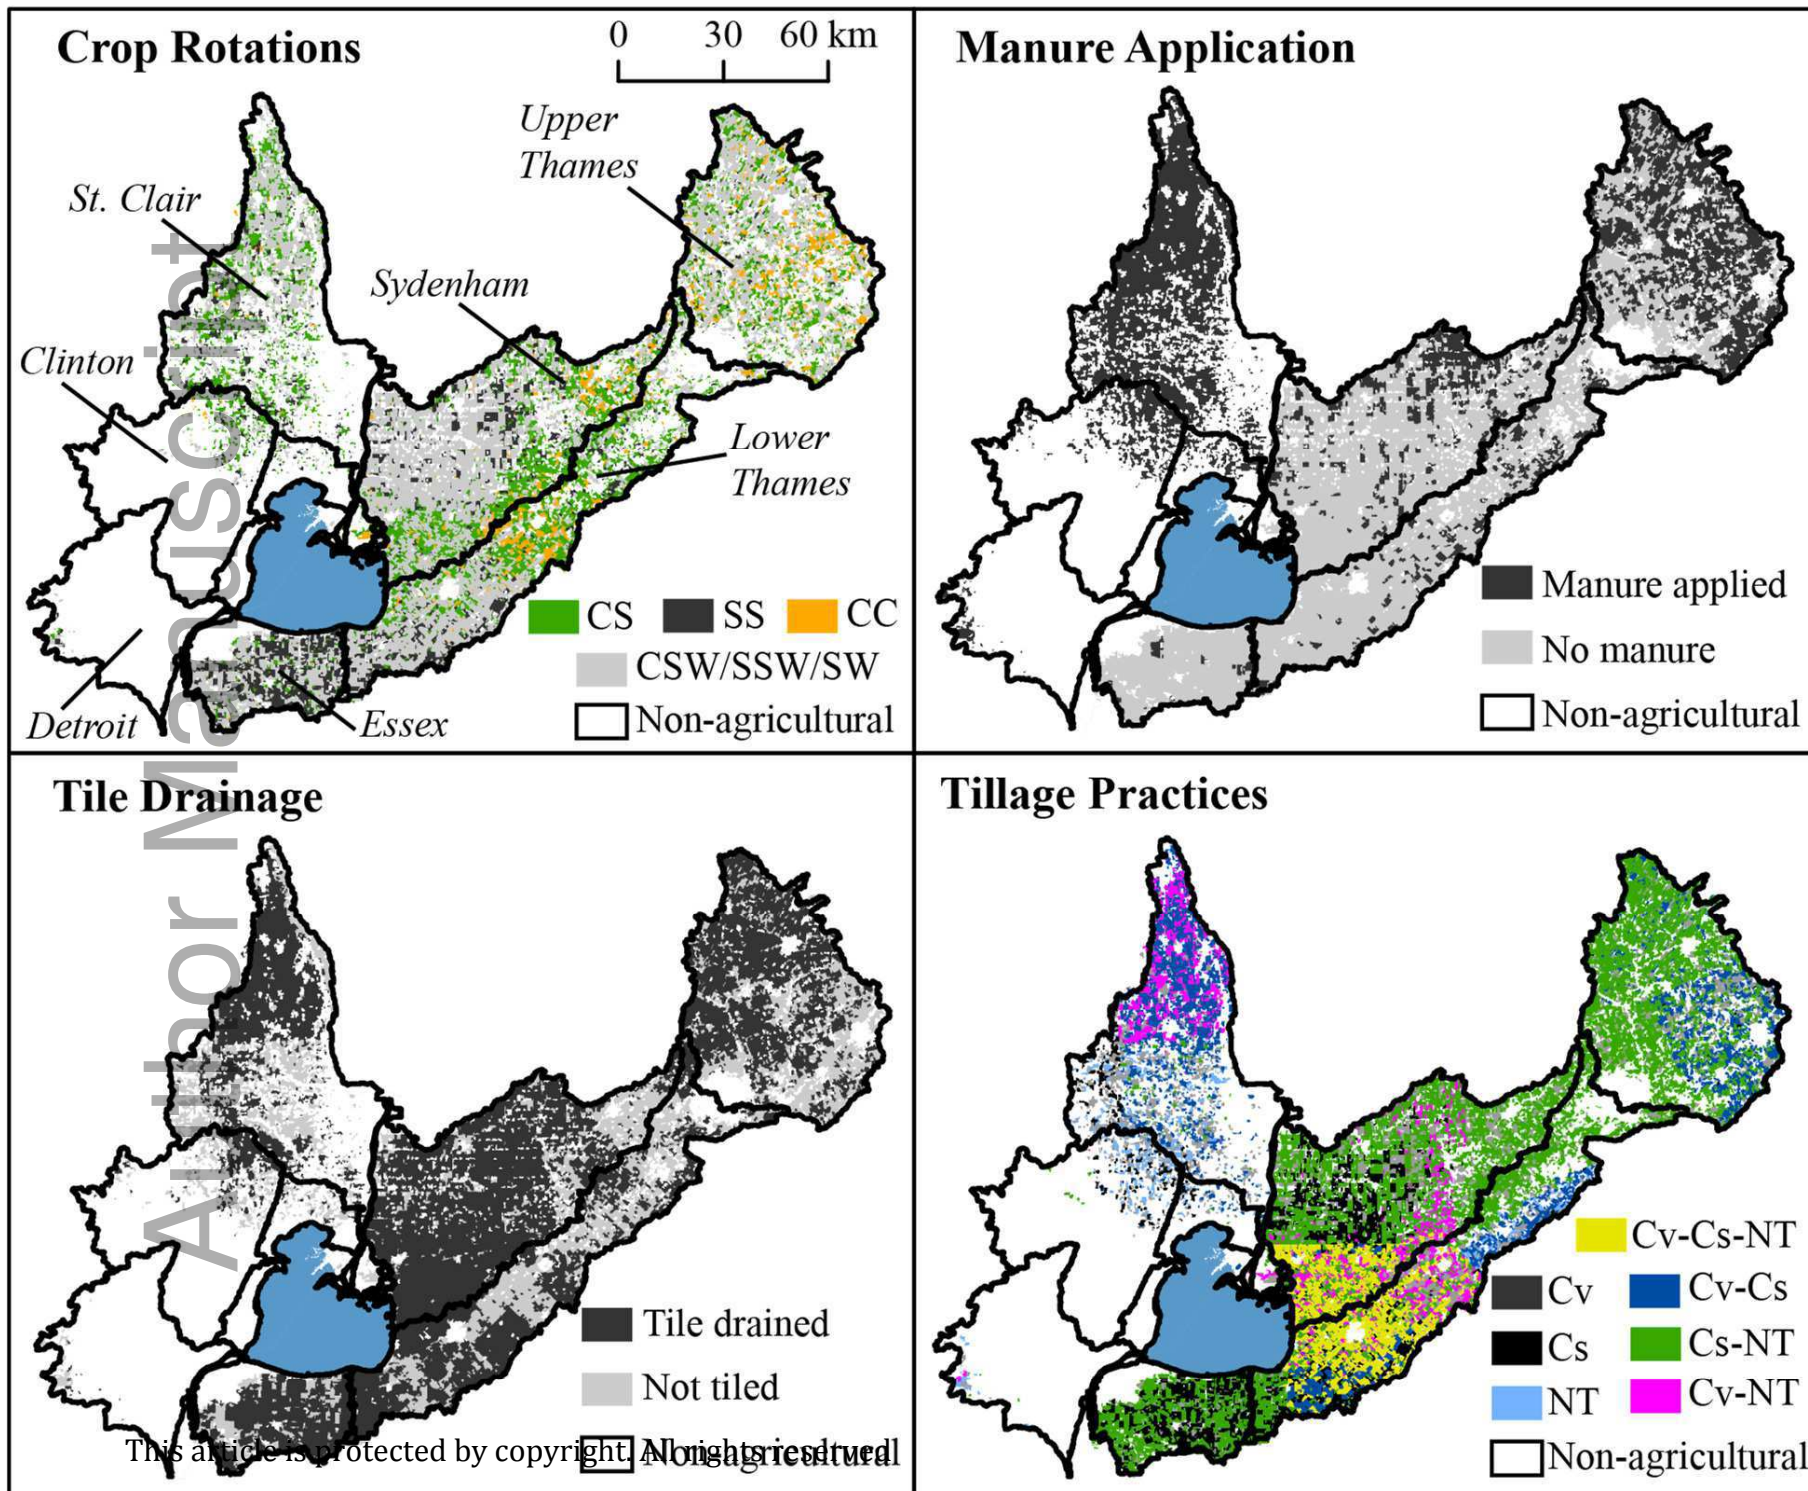 Crop Rotations
0 30 60 km
Upper
Thames
St. Clair
Sydenham
Clinton
Lower
Thames
CS SS CC
CSW/SSW/SW
Non-agricultural
Detroit
Essex
Manure Application
Manure applied
No manure
Non-agricultural
Tile Drainage
Tile drained
Not tiled
Non-agricultural
Tillage Practices
Cv-Cs-NT
Cv Cv-Cs
Cs Cs-NT
NT Cv-NT
Non-agricultural
Author Manuscript
This article is protected by copyright. All rights reserved